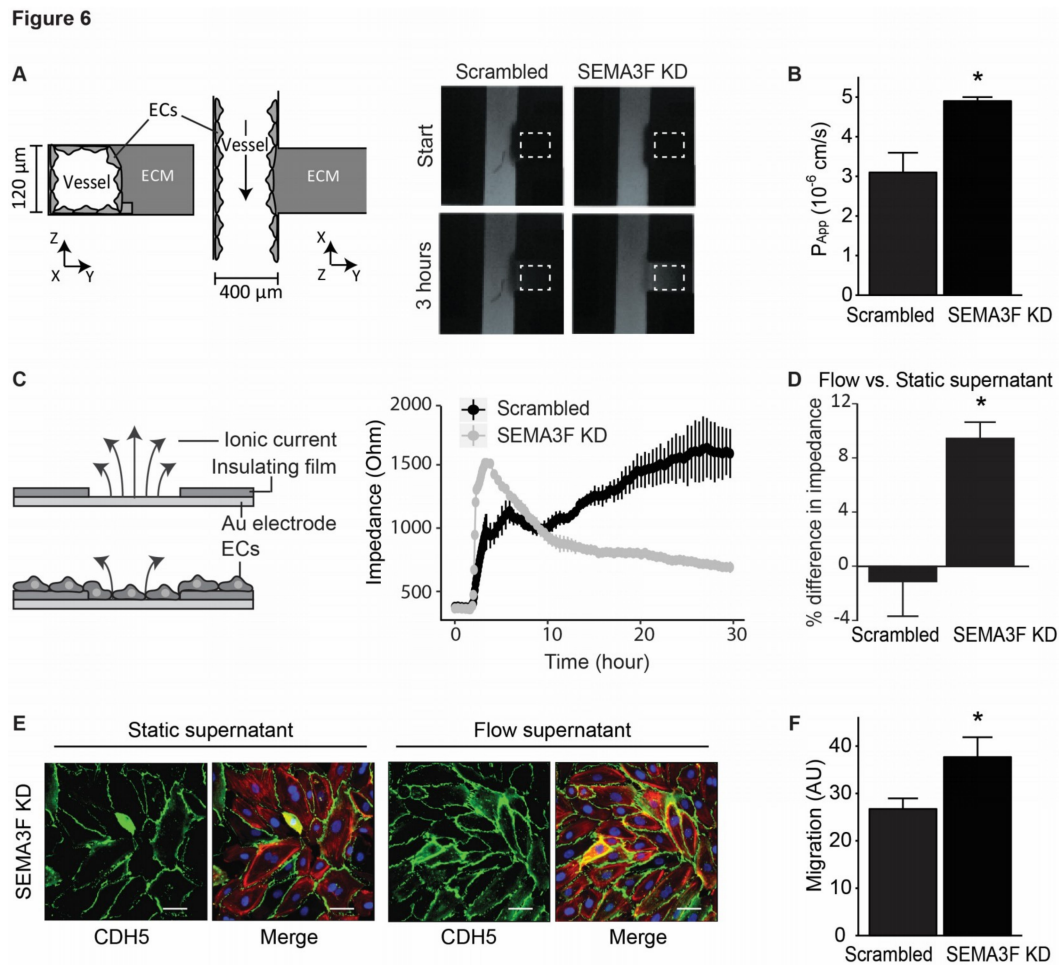 Figure 6
A
ECs
Vessel
ECM
120 µm
Z
X
Y
Vessel
ECM
400 µm
X
Z
Y
Scrambled
SEMA3F KD
Start
3 hours
B
*
P_App (10^-6 cm/s)
5
4
3
2
1
0
Scrambled
SEMA3F KD
C
Ionic current
Insulating film
Au electrode
ECs
Impedance (Ohm)
2000
1500
1000
500
Scrambled
SEMA3F KD
0
10
20
30
Time (hour)
D
Flow vs. Static supernatant
*
% difference in impedance
12
8
4
0
-4
Scrambled
SEMA3F KD
E
Static supernatant
Flow supernatant
SEMA3F KD
CDH5
Merge
CDH5
Merge
F
*
Migration (AU)
40
30
20
10
0
Scrambled
SEMA3F KD